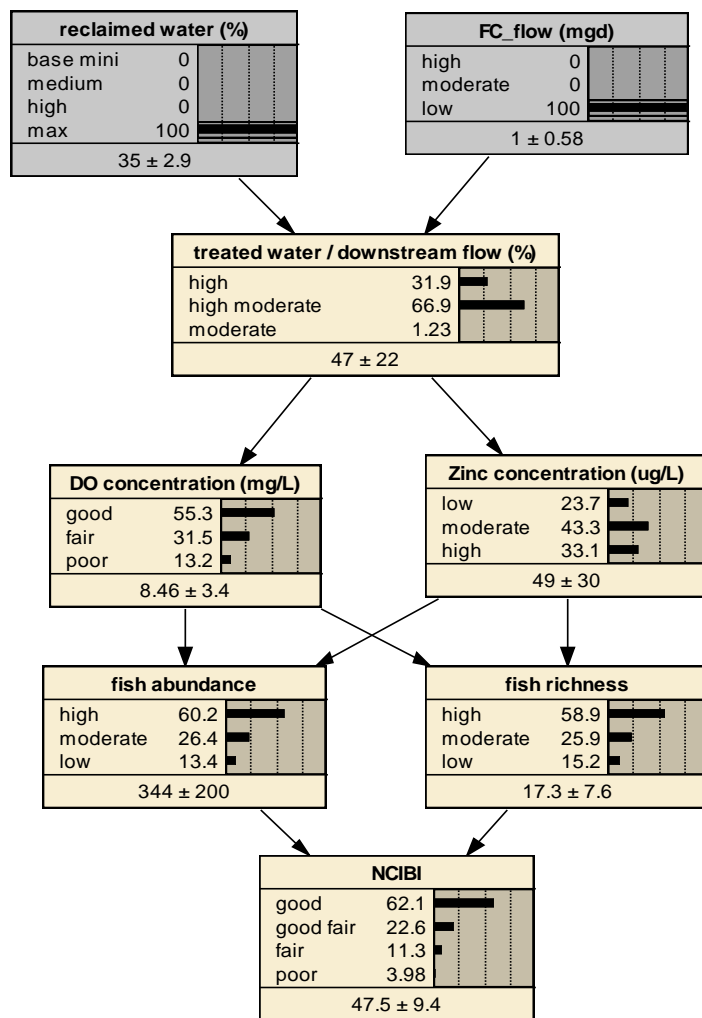 reclaimed water (%)
base mini 0
medium 0
high 0
max 100
35 ± 2.9
FC_flow (mgd)
high 0
moderate 0
low 100
1 ± 0.58
treated water / downstream flow (%)
high 31.9
high moderate 66.9
moderate 1.23
47 ± 22
DO concentration (mg/L)
good 55.3
fair 31.5
poor 13.2
8.46 ± 3.4
Zinc concentration (ug/L)
low 23.7
moderate 43.3
high 33.1
49 ± 30
fish abundance
high 60.2
moderate 26.4
low 13.4
344 ± 200
fish richness
high 58.9
moderate 25.9
low 15.2
17.3 ± 7.6
NCIBI
good 62.1
good fair 22.6
fair 11.3
poor 3.98
47.5 ± 9.4